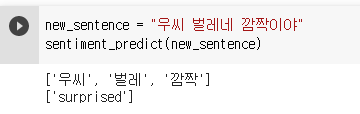 new_sentence = "우씨 벌레네 깜짝이야"
sentiment_predict(new_sentence)
['우씨', '벌레', '깜짝']
['surprised']